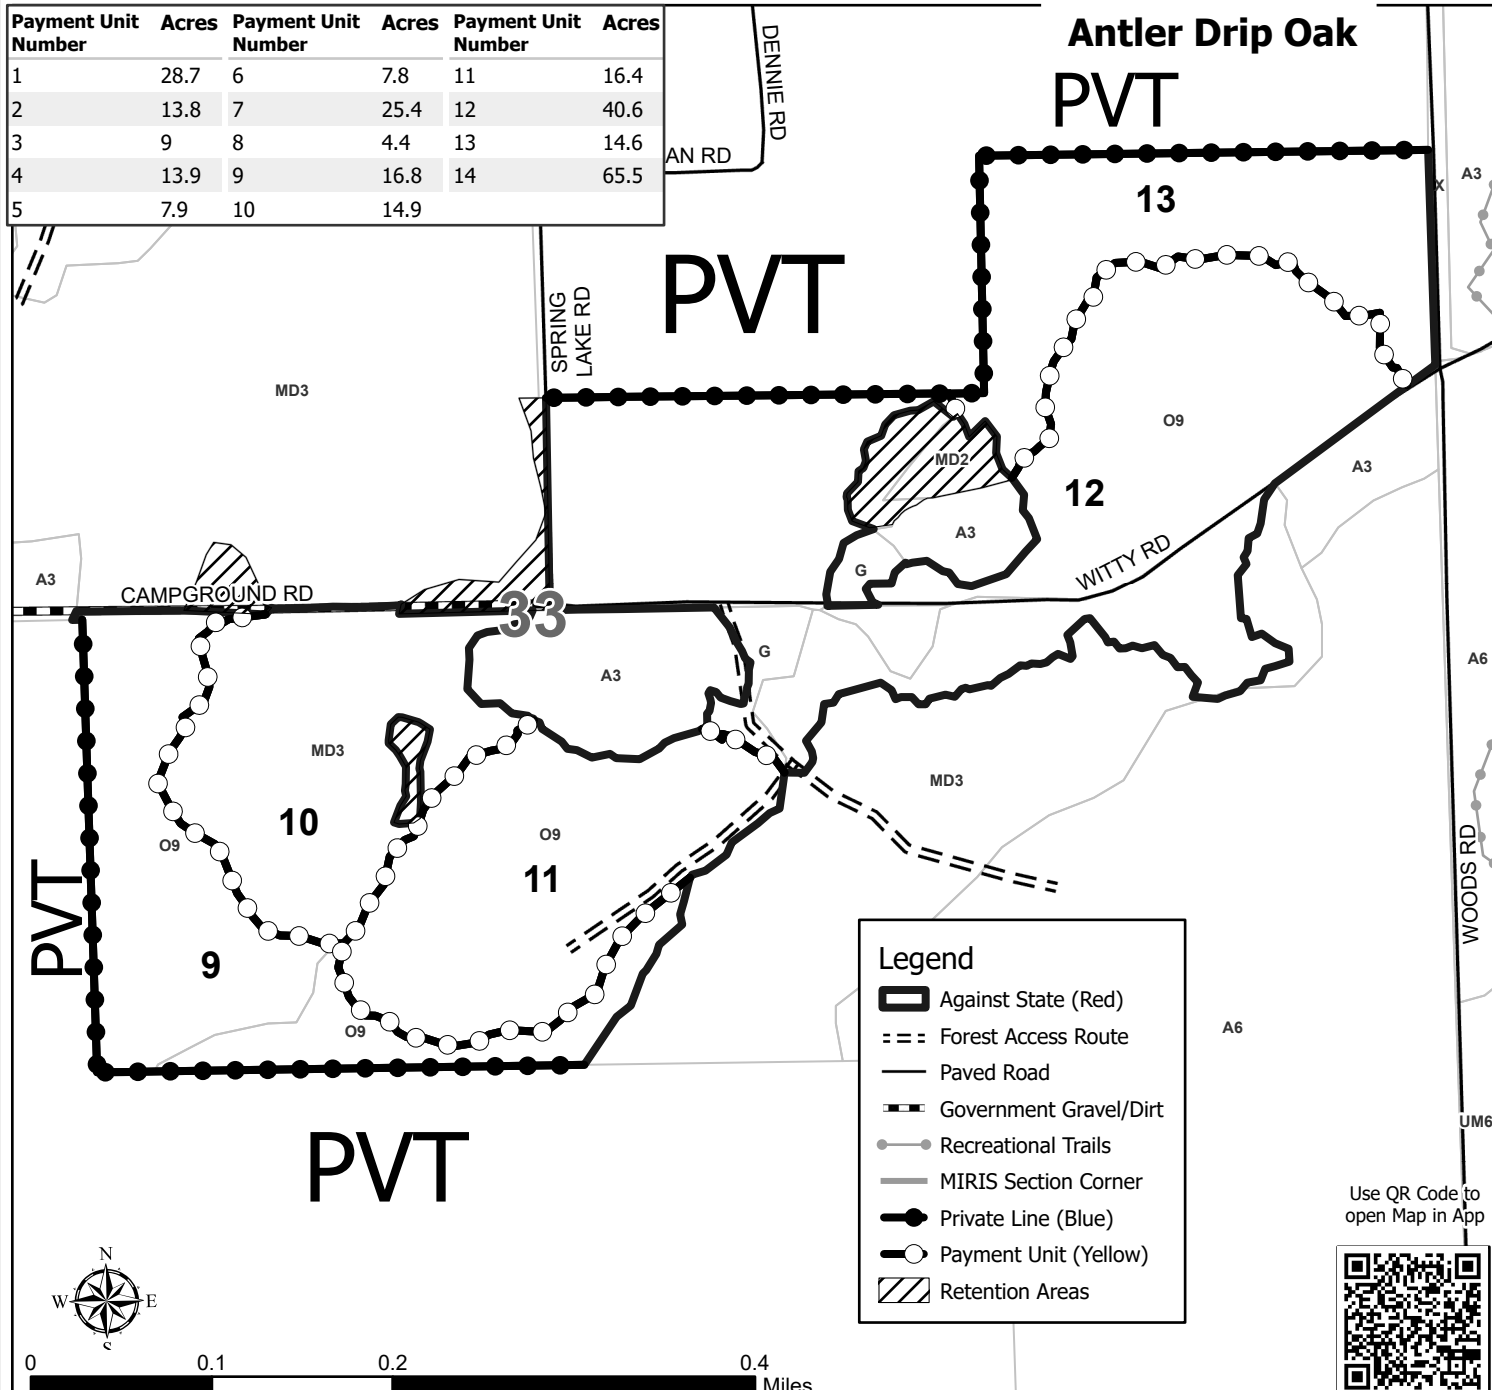 Payment Unit Number Acres Payment Unit Number Acres Payment Unit Number Acres
1 28.7 6 7.8 11 16.4
2 13.8 7 25.4 12 40.6
3 9 8 4.4 13 14.6
4 13.9 9 16.8 14 65.5
5 7.9 10 14.9
Antler Drip Oak
PVT
DENNIE RD
AN RD
13
A3
X
PVT
SPRING
LAKE RD
MD3
O9
MD2
A3
12
A3
WITTY RD
G
A3
CAMPGROUND RD
33
G
A3
A6
MD3
MD3
10
O9
O9
11
WOODS RD
PVT
9
O9
A6
UM6
PVT
Legend
Against State (Red)
Forest Access Route
Paved Road
Government Gravel/Dirt
Recreational Trails
MIRIS Section Corner
Private Line (Blue)
Payment Unit (Yellow)
Retention Areas
Use QR Code to
open Map in App
N
W E
S
0 0.1 0.2 0.4
Miles